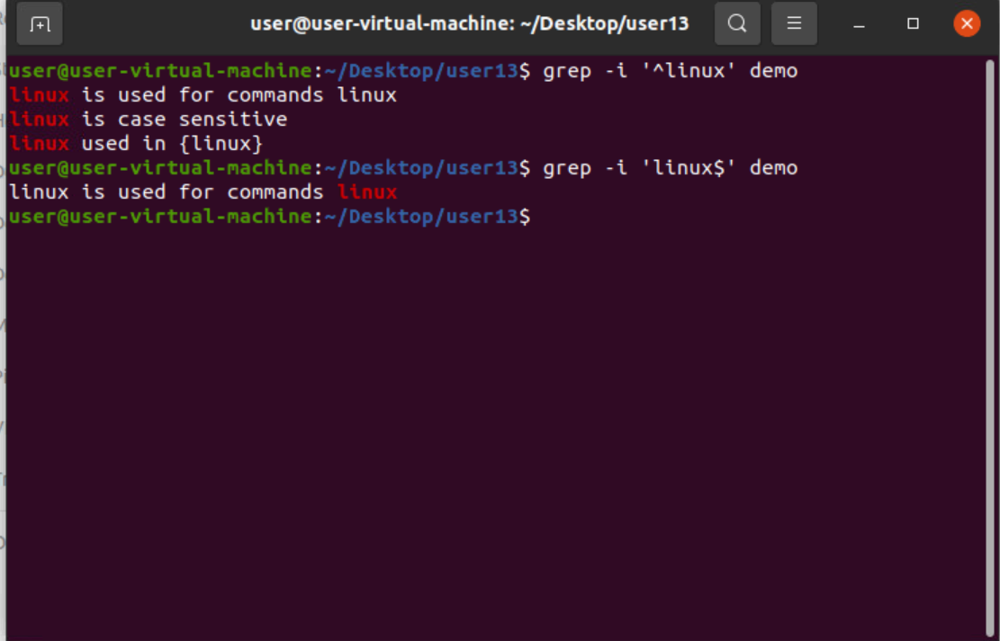 user@user-virtual-machine: ~/Desktop/user13
user@user-virtual-machine:~/Desktop/user13$ grep -i '^linux' demo
linux is used for commands linux
linux is case sensitive
linux used in {linux}
user@user-virtual-machine:~/Desktop/user13$ grep -i 'linux$' demo
linux is used for commands linux
user@user-virtual-machine:~/Desktop/user13$